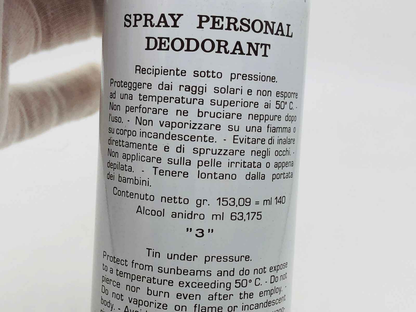 SPRAY PERSONAL
DEODORANT
Recipiente sotto pressione.
Proteggere dai raggi solari e non esporre
ad una temperatura superiore ai 50° C. -
Non perforare ne bruciare neppure dopo
l'uso. - Non vaporizzare su una fiamma o
su corpo incandescente. - Evitare di inalare
direttamente e di spruzzare negli occhi. -
Non applicare sulla pelle irritata o appena
depilata. - Tenere lontano dalla portata
dei bambini.
Contenuto netto gr. 153,09 = ml 140
Alcool anidro ml 63,175
"3"
Tin under pressure.
Protect from sunbeams and do not expose
to a temperature exceeding 50° C. - Do not
pierce nor burn even after the employ. -
Do not vaporize on flame or incandescent
body. -